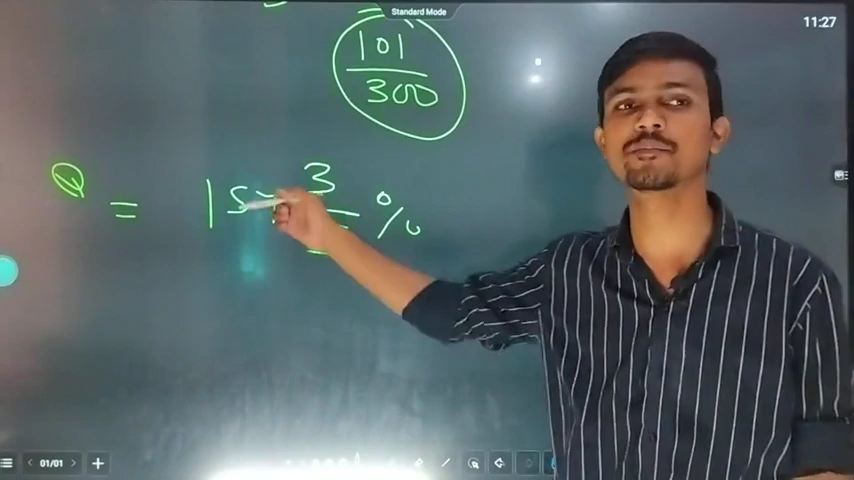 Standard Mode
11:27
101
300
Q = 15 3 %
01/01